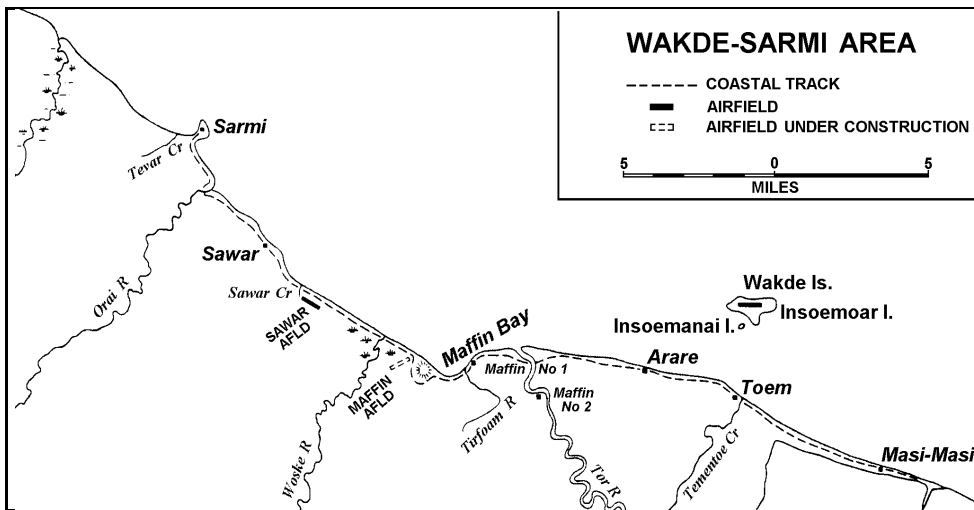 WAKDE-SARMI AREA
COASTAL TRACK
AIRFIELD
AIRFIELD UNDER CONSTRUCTION
5 0 5
MILES
Sarmi
Tevar Cr
Orai R
Sawar
Sawar Cr
SAWAR
AFLD
Wakde Is.
Insoemoar I.
Insoemanai I.
Maffin Bay
MAFFIN
AFLD
Maffin No 1
Maffin
No 2
Arare
Toem
Woske R
Tirfoam R
Tor R
Tementoe Cr
Masi-Masi